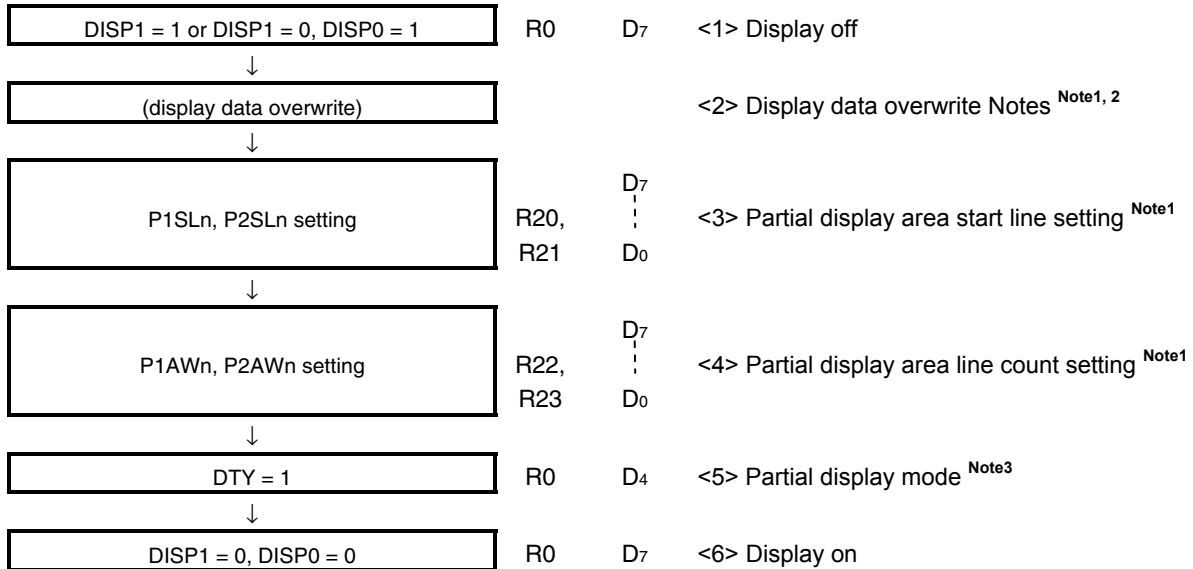 DISP1 = 1 or DISP1 = 0, DISP0 = 1 R0 D7 <1> Display off
↓
(display data overwrite) <2> Display data overwrite Notes Note1, 2
↓
D7
P1SLn, P2SLn setting R20, <3> Partial display area start line setting Note1
R21 D0
↓
D7
P1AWn, P2AWn setting R22, <4> Partial display area line count setting Note1
R23 D0
↓
DTY = 1 R0 D4 <5> Partial display mode Note3
↓
DISP1 = 0, DISP0 = 0 R0 D7 <6> Display on